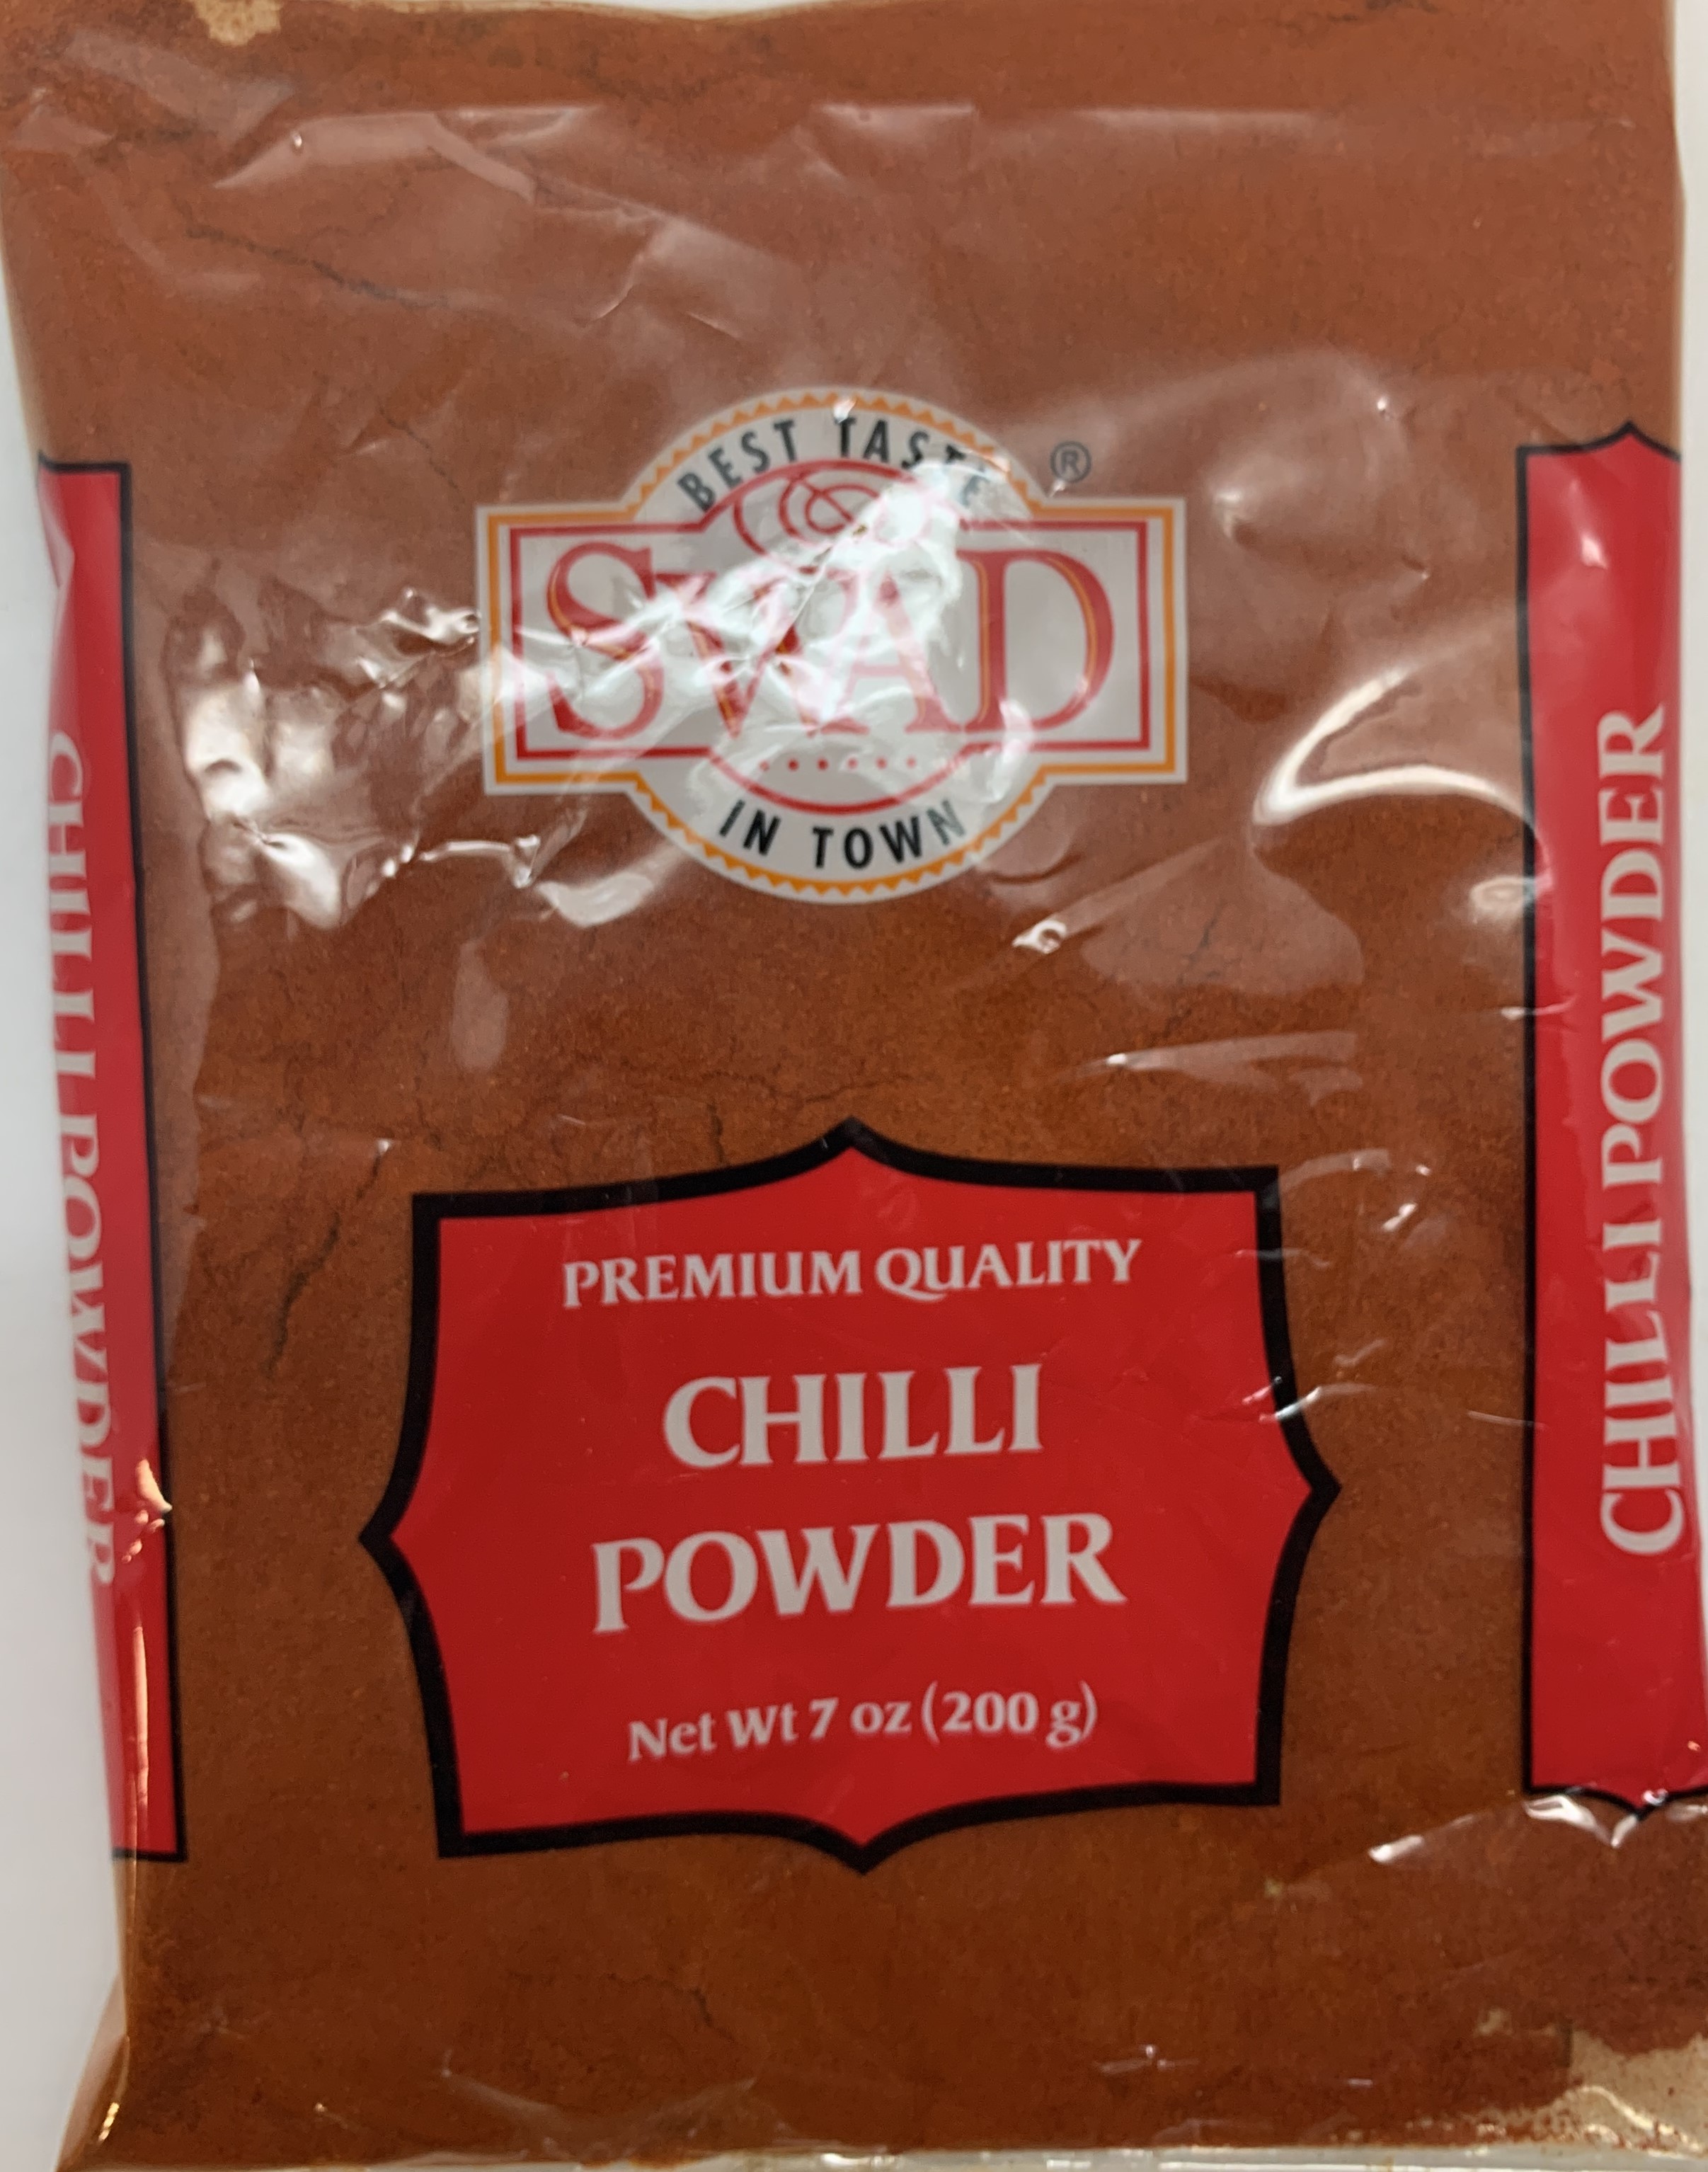 BEST TASTE
®
SWAD
IN TOWN
PREMIUM QUALITY
CHILLI
POWDER
Net Wt 7 oz (200 g)
CHILLI POWDER
CHILLI POWDER